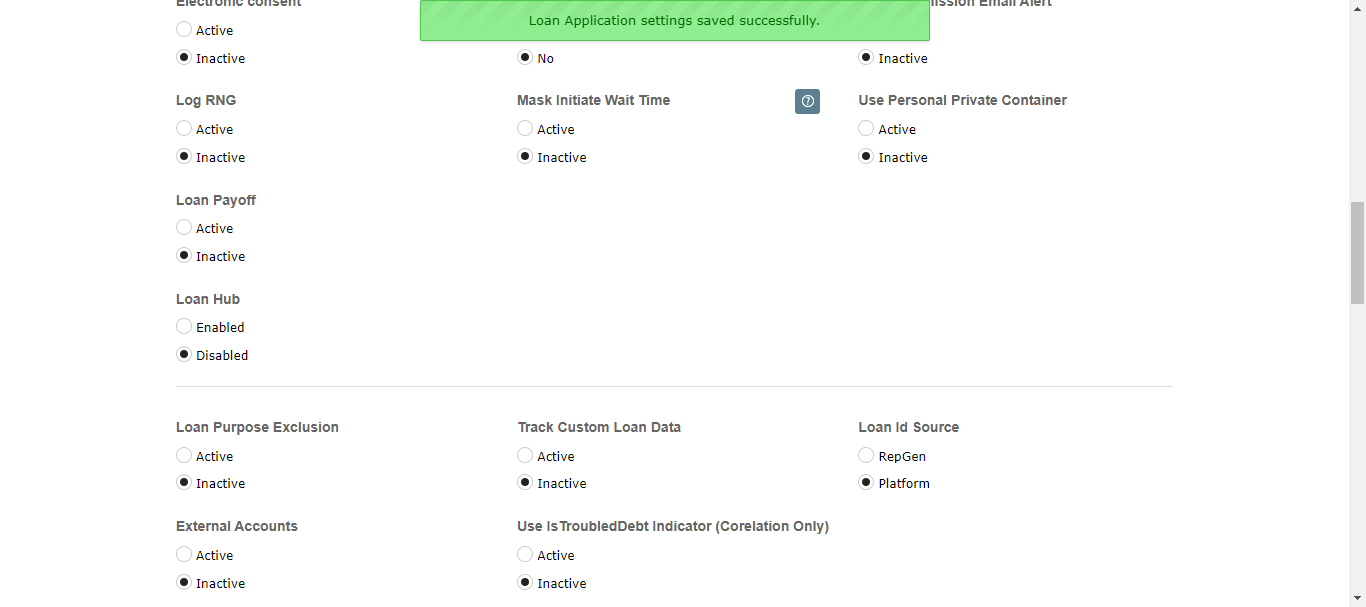 Electronic consent
ission Email Alert
Loan Application settings saved successfully.
Active
Inactive
No
Inactive
Log RNG
Mask Initiate Wait Time
Use Personal Private Container
Active
Active
Active
Inactive
Inactive
Inactive
Loan Payoff
Active
Inactive
Loan Hub
Enabled
Disabled
Loan Purpose Exclusion
Track Custom Loan Data
Loan Id Source
Active
Active
RepGen
Inactive
Inactive
Platform
External Accounts
Use IsTroubledDebt Indicator (Corelation Only)
Active
Active
Inactive
Inactive